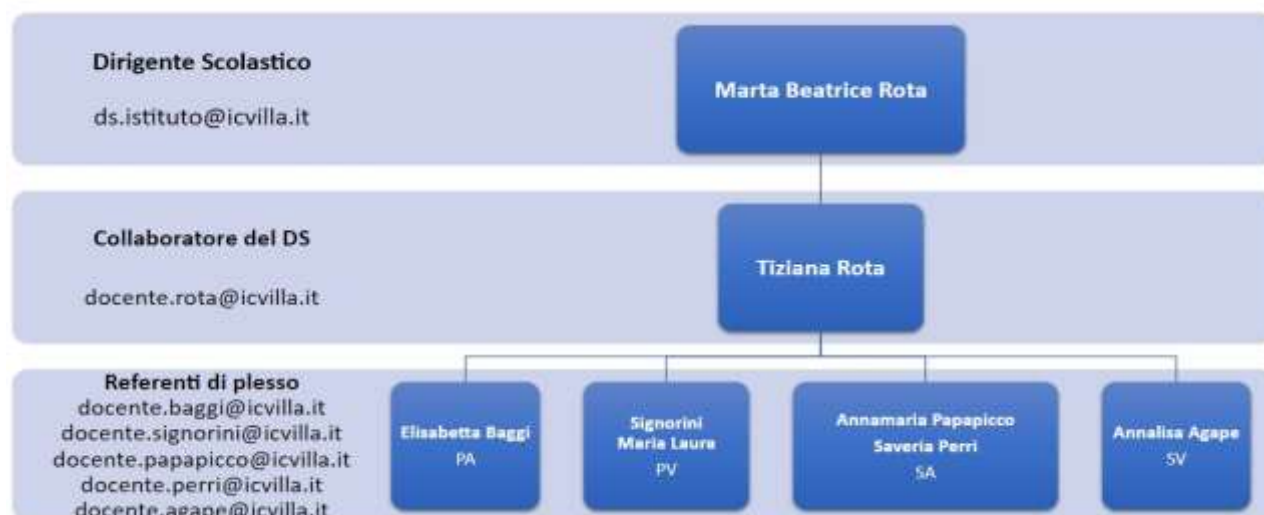 Dirigente Scolastico
ds.istituto@icvilla.it
Marta Beatrice Rota
Collaboratore del DS
docente.rota@icvilla.it
Tiziana Rota
Referenti di plesso
docente.baggi@icvilla.it
docente.signorini@icvilla.it
docente.papapicco@icvilla.it
docente.perri@icvilla.it
docente.agape@icvilla.it
Elisabetta Baggi
PA
Signorini
Maria Laura
PV
Annamaria Papapicco
Saveria Perri
SA
Annalisa Agape
SV